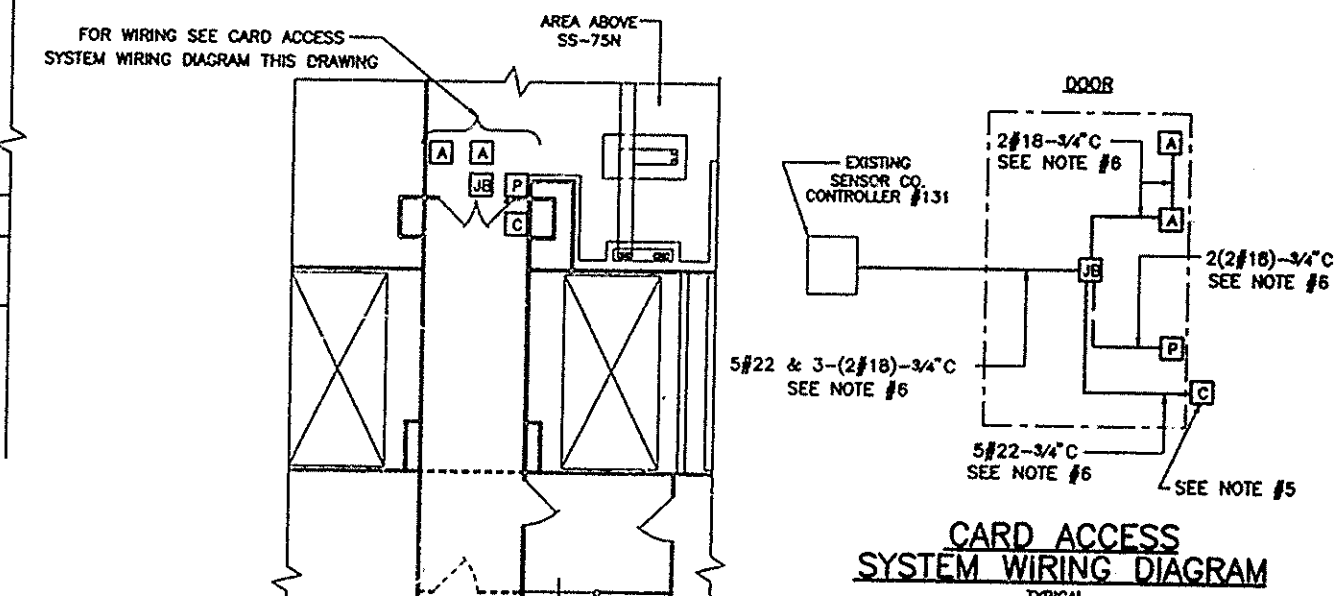 FOR WIRING SEE CARD ACCESS
SYSTEM WIRING DIAGRAM THIS DRAWING
AREA ABOVE
SS-75N
A
A
JB
P
C
DOOR
2#18-3/4"C
SEE NOTE #6
A
A
EXISTING
SENSOR CO.
CONTROLLER #131
JB
2(2#18)-3/4"C
SEE NOTE #6
P
5#22 & 3-(2#18)-3/4"C
SEE NOTE #6
C
5#22-3/4"C
SEE NOTE #6
SEE NOTE #5
CARD ACCESS
SYSTEM WIRING DIAGRAM
TYPICAL